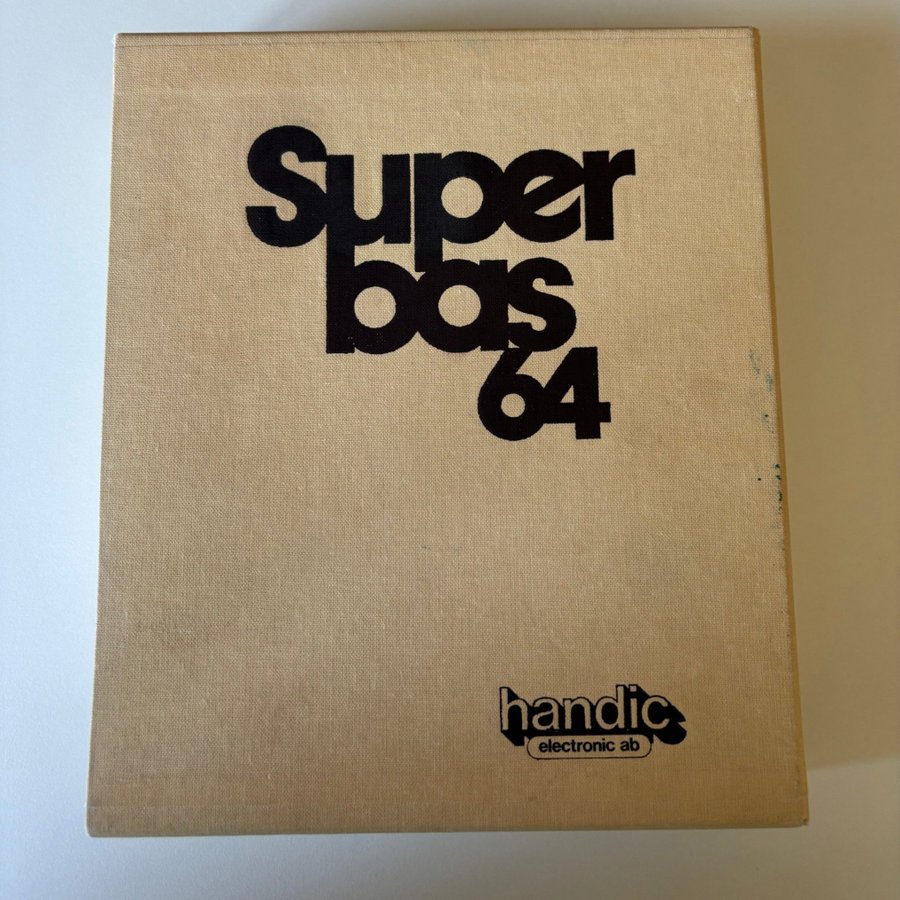 Super
bas
64
handic
electronic ab